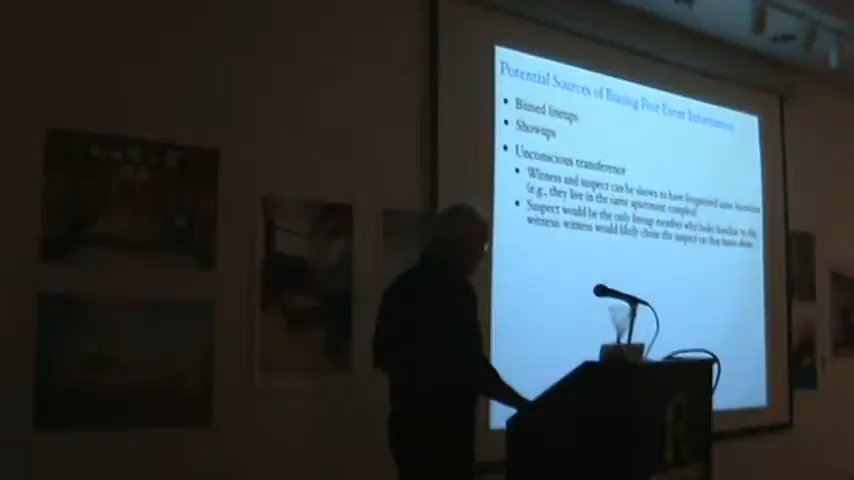 Potential Sources of Biasing Post Event Information
Biased lineups
Showups
Unconscious transference
Witness and suspect can be shown to have frequented same locations
(e.g., they live in the same apartment complex)
Suspect would be the only lineup member who looks familiar to the
witness: witness would likely chose the suspect on that basis alone
R